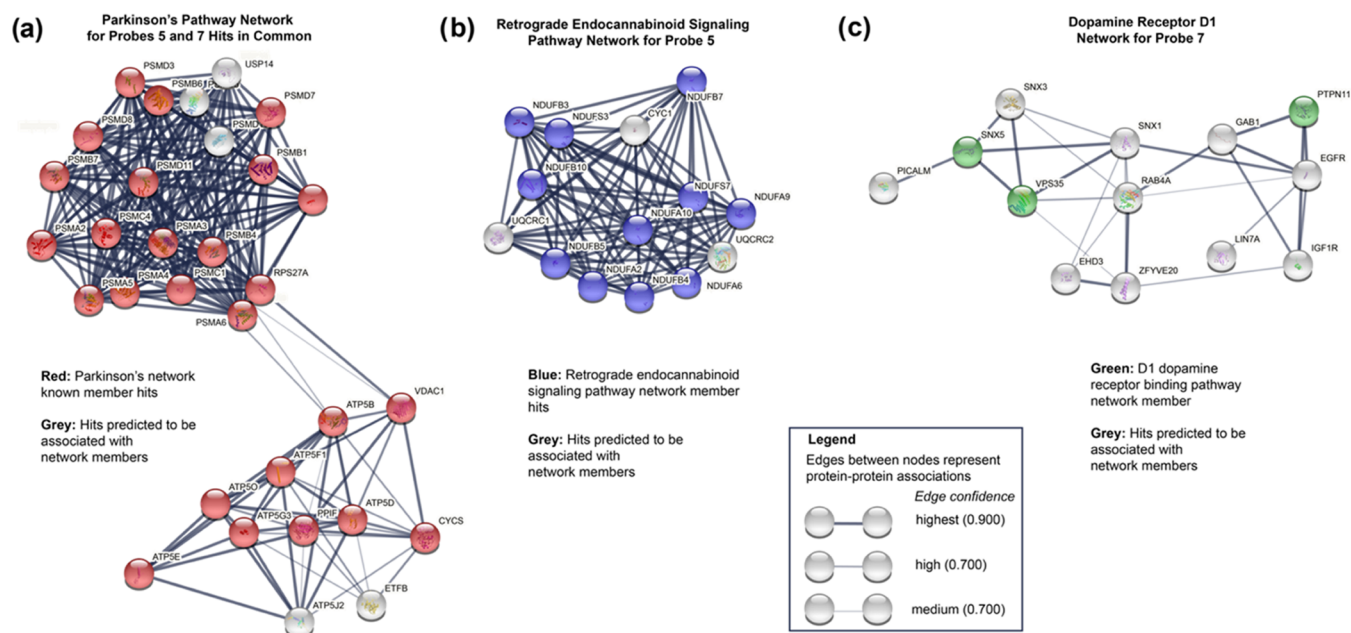 (a)
Parkinson's Pathway Network
for Probes 5 and 7 Hits in Common
PSMD3
USP14
PSMB6
PSMD7
PSMD8
PSMD
PSMB7
PSMD11
PSMB1
PSMA2
PSMC4
PSMA3
PSMB4
PSMA5
PSMA4
PSMC1
RPS27A
PSMA6
VDAC1
ATP5B
ATP5F1
ATP5O
ATP5G3
PPIF
ATP5D
CYCS
ATP5E
ATP5J2
ETFB
Red: Parkinson's network
known member hits
Grey: Hits predicted to be
associated with
network members
(b)
Retrograde Endocannabinoid Signaling
Pathway Network for Probe 5
NDUFB7
NDUFB3
NDUFS3
CYC1
NDUFB10
NDUFS7
NDUFA9
UQCRC1
NDUFA10
UQCRC2
NDUFB5
NDUFA2
NDUFB4
NDUFA6
Blue: Retrograde endocannabinoid
signaling pathway network member
hits
Grey: Hits predicted to be
associated with
network members
(c)
Dopamine Receptor D1
Network for Probe 7
SNX3
PTPN11
SNX5
SNX1
GAB1
EGFR
PICALM
VPS35
RAB4A
LIN7A
IGF1R
EHD3
ZFYVE20
Green: D1 dopamine
receptor binding pathway
network member
Grey: Hits predicted to be
associated with
network members
Legend
Edges between nodes represent
protein-protein associations
Edge confidence
highest (0.900)
high (0.700)
medium (0.700)